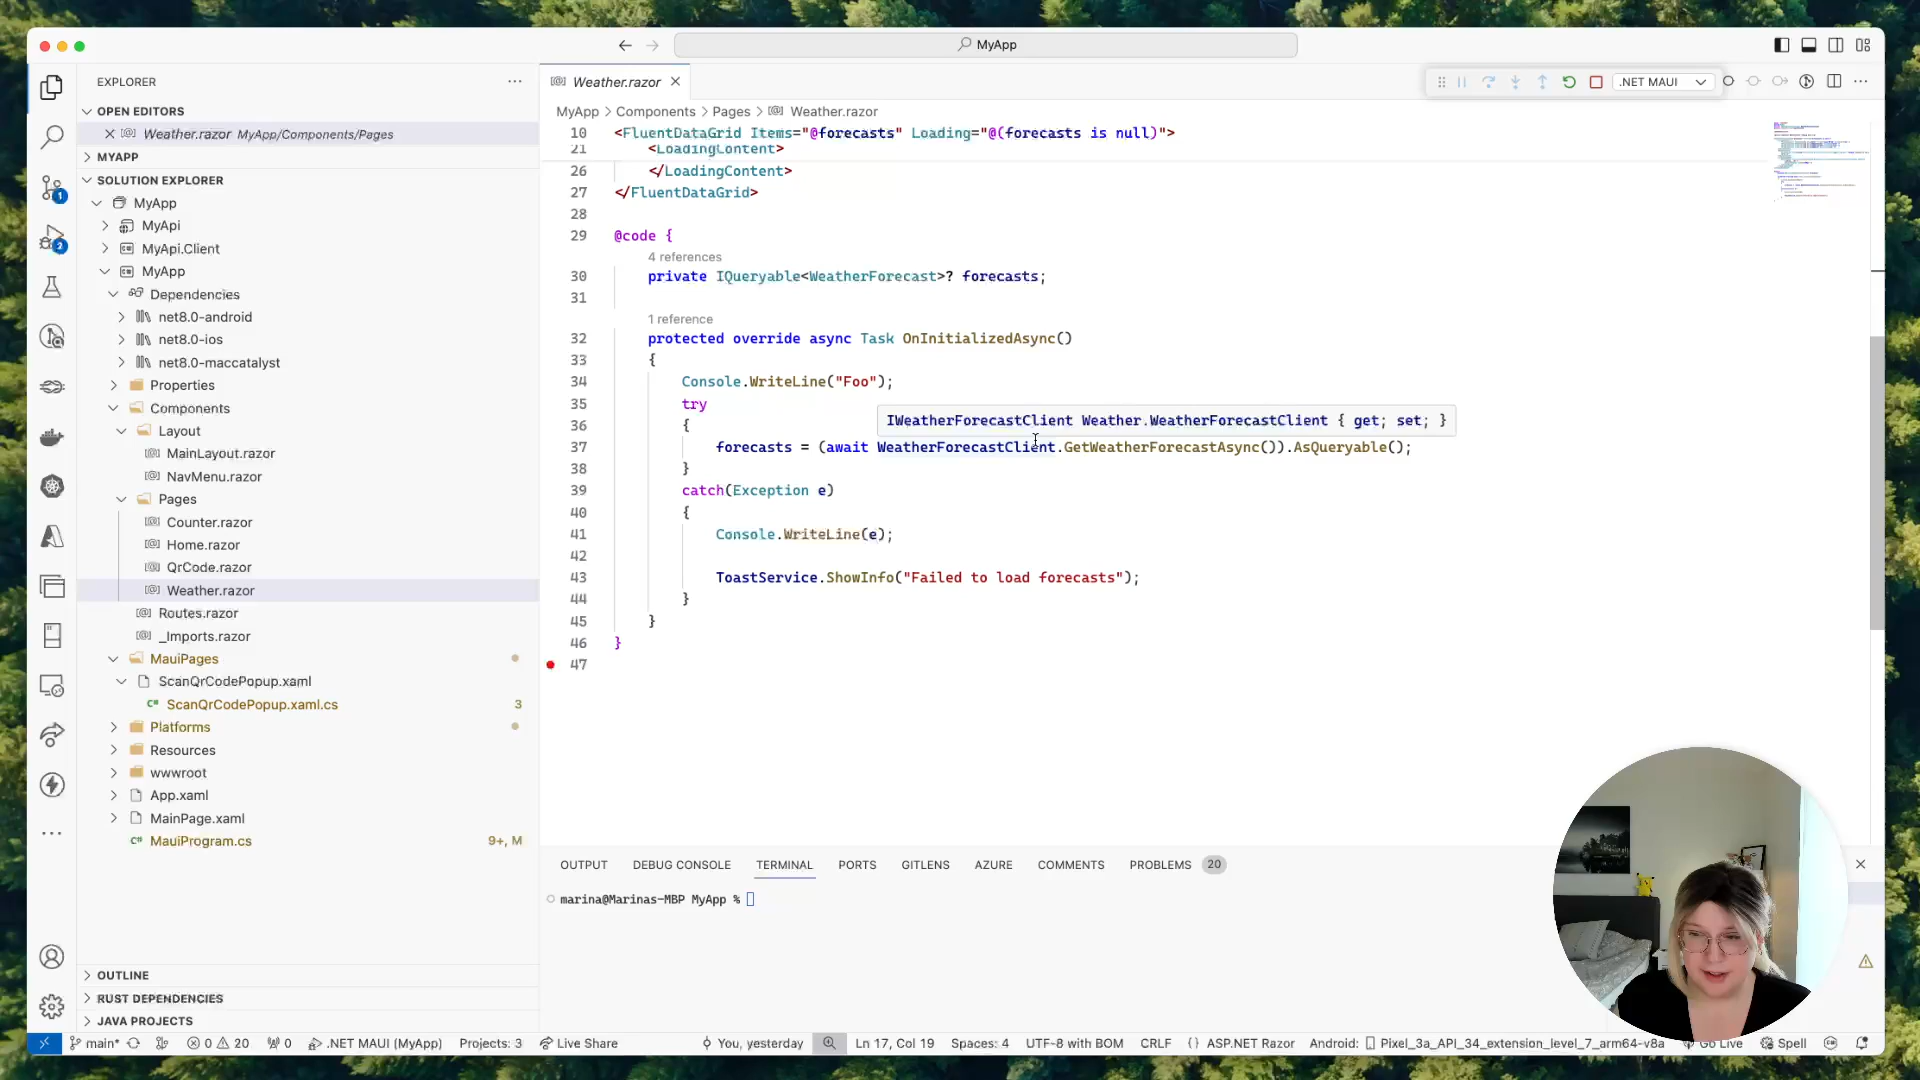 MyApp
EXPLORER
OPEN EDITORS
Weather.razor MyApp/Components/Pages
MYAPP
SOLUTION EXPLORER
MyApp
MyApi
MyApi.Client
MyApp
Dependencies
net8.0-android
net8.0-ios
net8.0-maccatalyst
Properties
Components
Layout
MainLayout.razor
NavMenu.razor
Pages
Counter.razor
Home.razor
QrCode.razor
Weather.razor
Routes.razor
_Imports.razor
MauiPages
ScanQrCodePopup.xaml
ScanQrCodePopup.xaml.cs 3
Platforms
Resources
wwwroot
App.xaml
MainPage.xaml
MauiProgram.cs 9+, M
OUTLINE
RUST DEPENDENCIES
JAVA PROJECTS
1
2
Weather.razor
.NET MAUI
MyApp > Components > Pages > Weather.razor
10 <FluentDataGrid Items="@forecasts" Loading="@(forecasts is null)">
21 <LoadingContent>
26 </LoadingContent>
27 </FluentDataGrid>
28
29 @code {
4 references
30 private IQueryable<WeatherForecast>? forecasts;
31
1 reference
32 protected override async Task OnInitializedAsync()
33 {
34 Console.WriteLine("Foo");
35 try
IWeatherForecastClient Weather.WeatherForecastClient { get; set; }
36 {
37 forecasts = (await WeatherForecastClient.GetWeatherForecastAsync()).AsQueryable();
38 }
39 catch(Exception e)
40 {
41 Console.WriteLine(e);
42
43 ToastService.ShowInfo("Failed to load forecasts");
44 }
45 }
46 }
47
OUTPUT DEBUG CONSOLE TERMINAL PORTS GITLENS AZURE COMMENTS PROBLEMS 20
marina@Marinas-MBP MyApp %
main* 0 20 0 .NET MAUI (MyApp) Projects: 3 Live Share You, yesterday Ln 17, Col 19 Spaces: 4 UTF-8 with BOM CRLF {} ASP.NET Razor Android: Pixel_3a_API_34_extension_level_7_arm64-v8a Go Live Spell